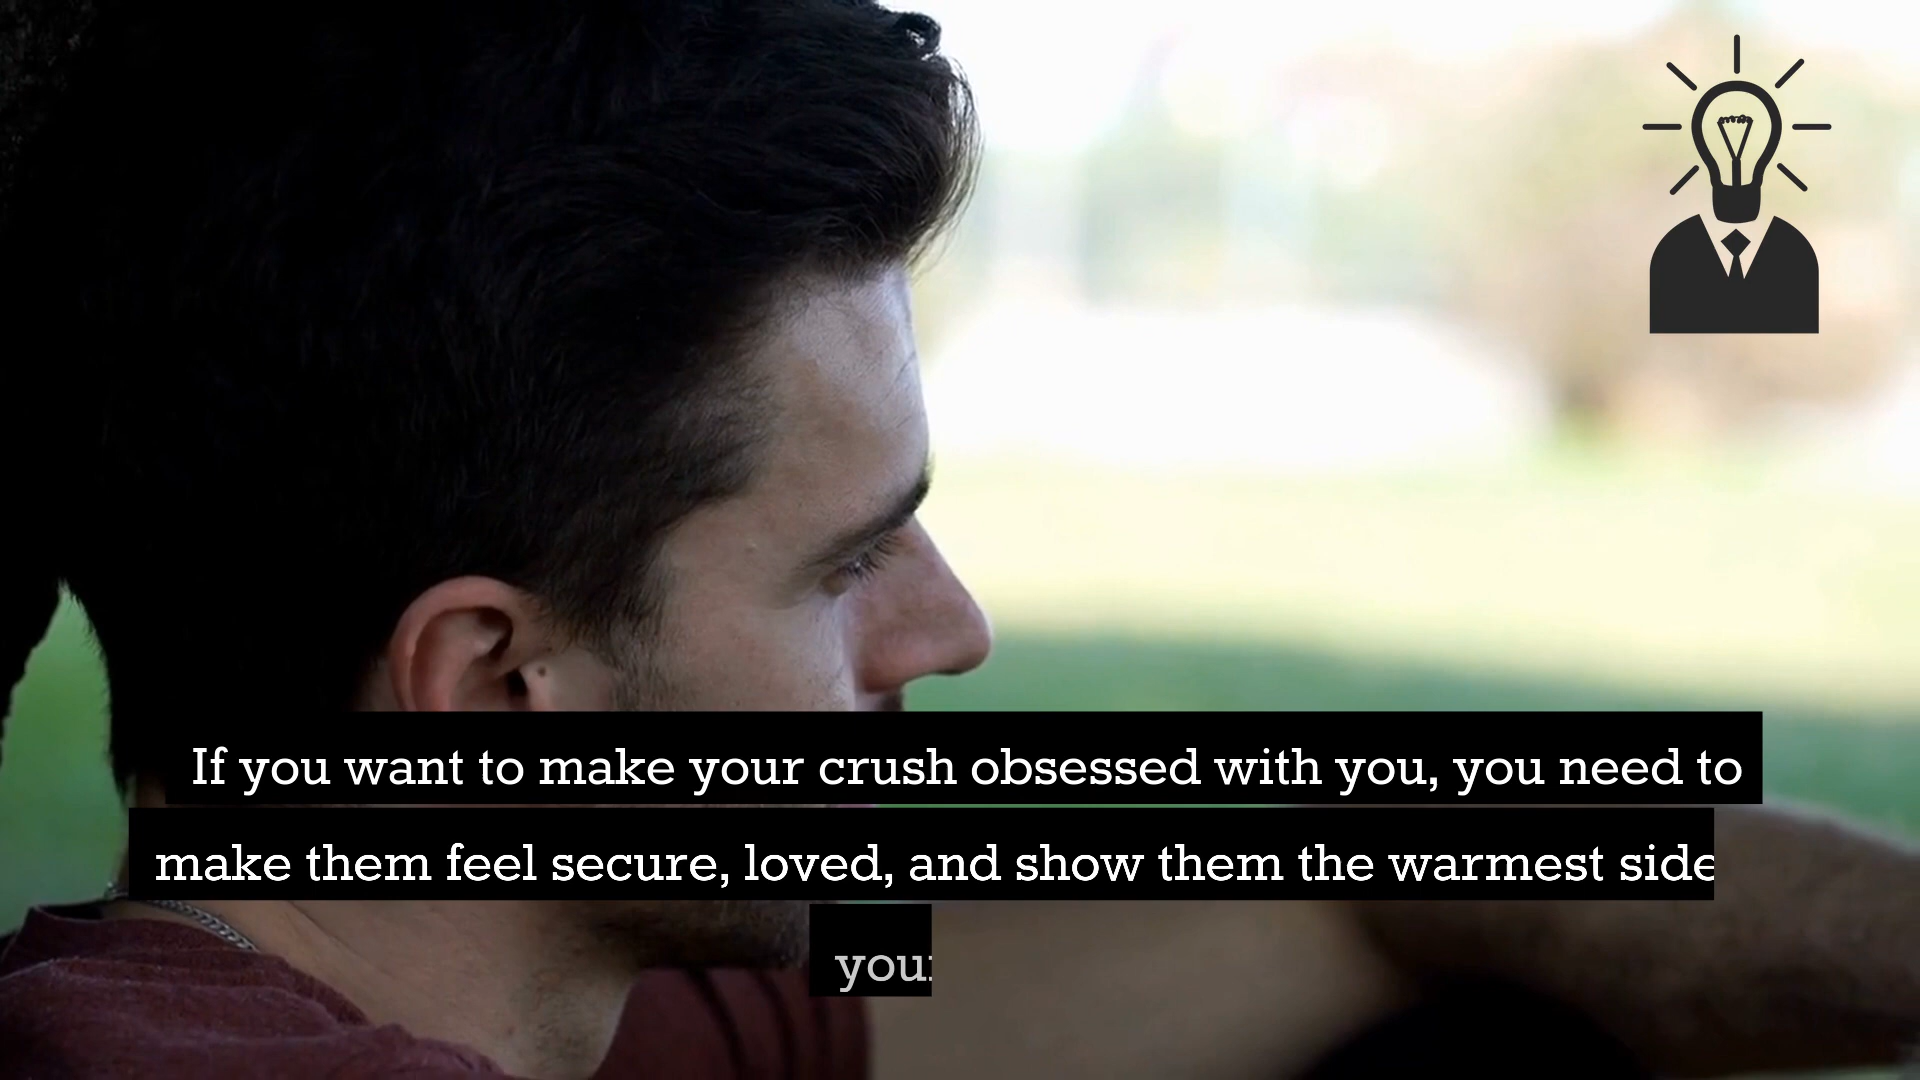 If you want to make your crush obsessed with you, you need to
make them feel secure, loved, and show them the warmest side